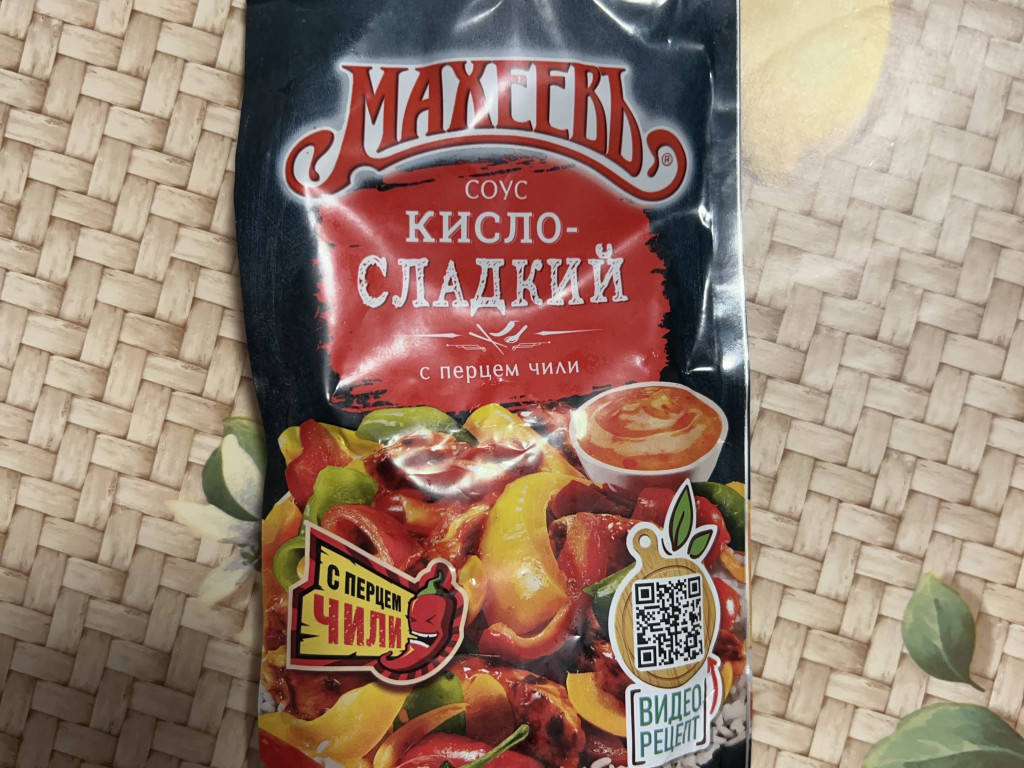 МАХЕЕВЪ®
СОУС
КИСЛО-
СЛАДКИЙ
с перцем чили
С ПЕРЦЕМ
ЧИЛИ
ВИДЕО
РЕЦЕПТ